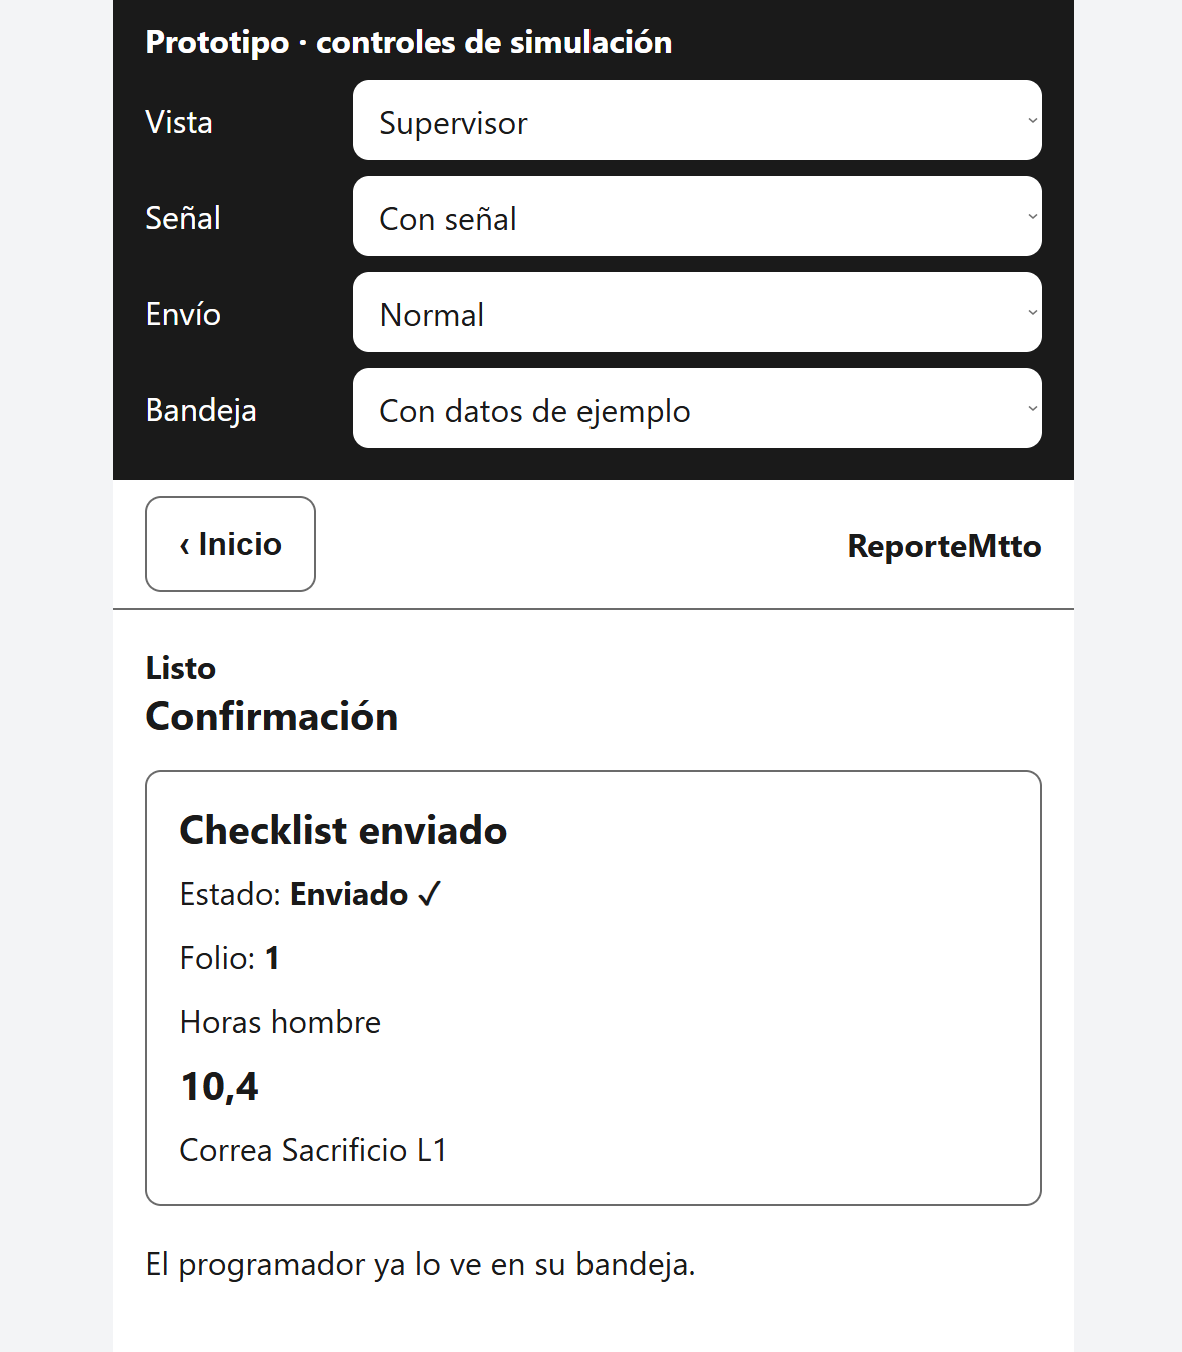 Prototipo · controles de simulación
Vista
Supervisor
Señal
Con señal
Envío
Normal
Bandeja
Con datos de ejemplo
‹ Inicio
ReporteMtto
Listo
Confirmación
Checklist enviado
Estado: Enviado ✓
Folio: 1
Horas hombre
10,4
Correa Sacrificio L1
El programador ya lo ve en su bandeja.